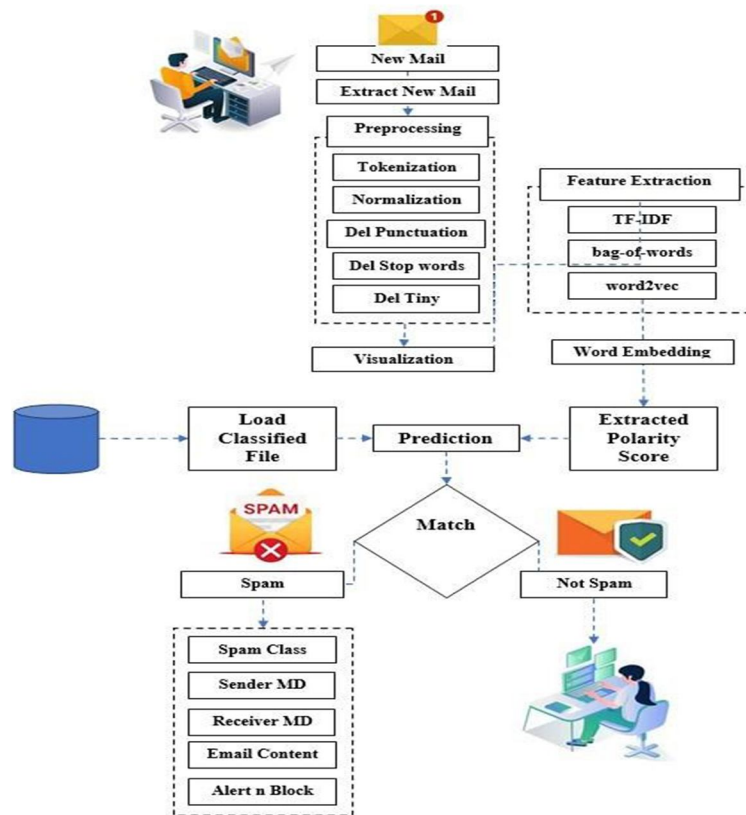 1
New Mail
Extract New Mail
Preprocessing
Tokenization
Normalization
Del Punctuation
Del Stop words
Del Tiny
Visualization
Feature Extraction
TF-IDF
bag-of-words
word2vec
Word Embedding
Load
Classified
File
Prediction
Extracted
Polarity
Score
Match
SPAM
Spam
Not Spam
Spam Class
Sender MD
Receiver MD
Email Content
Alert n Block